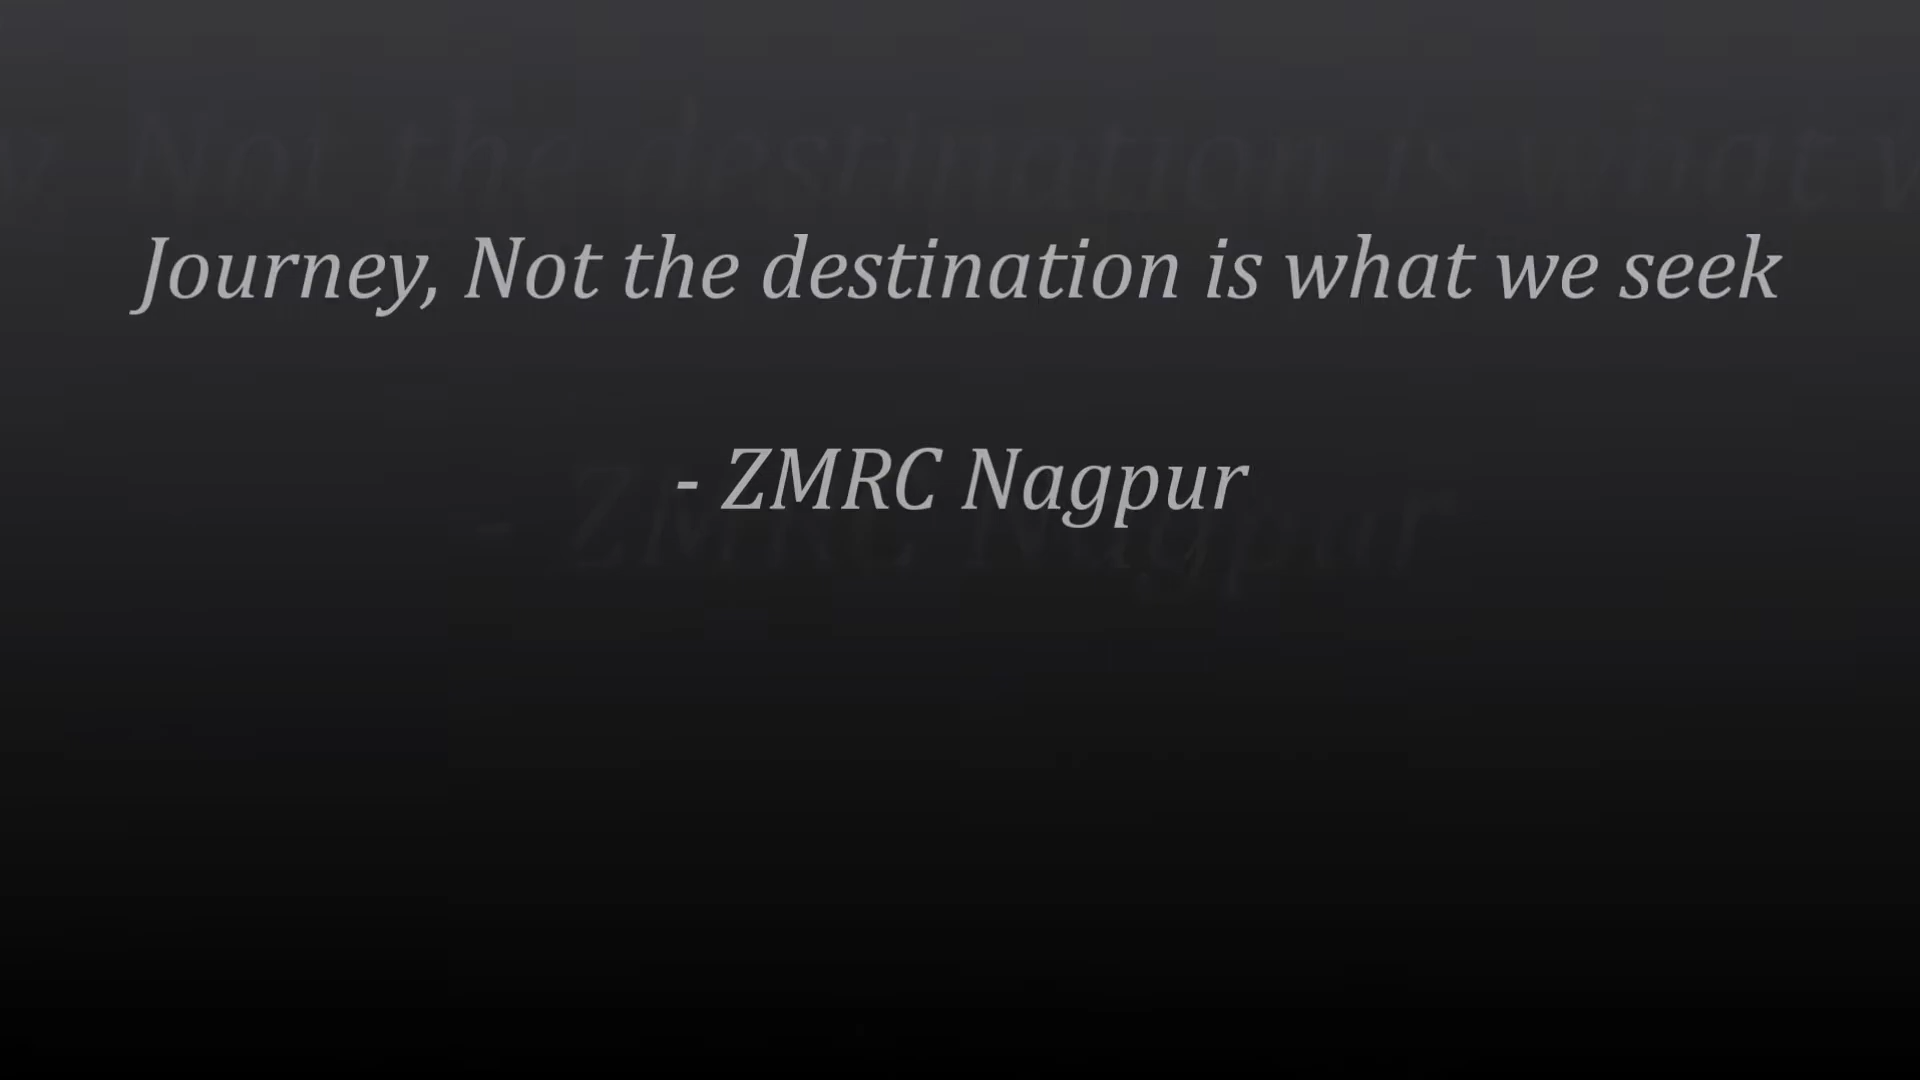 Journey, Not the destination is what we seek
- ZMRC Nagpur